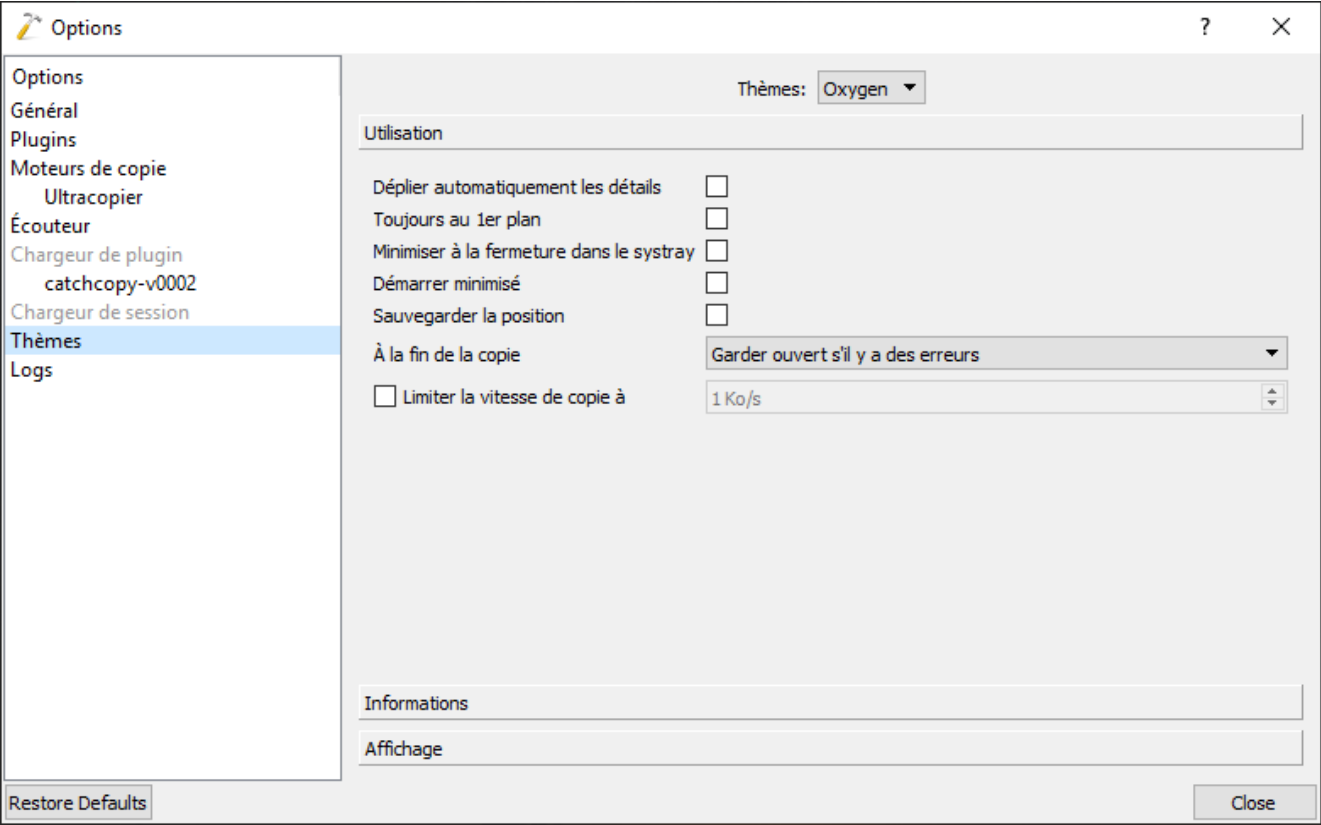 Options
?
Options
Général
Plugins
Moteurs de copie
Ultracopier
Écouteur
Chargeur de plugin
catchcopy-v0002
Chargeur de session
Thèmes
Logs
Thèmes: Oxygen
Utilisation
Déplier automatiquement les détails
Toujours au 1er plan
Minimiser à la fermeture dans le systray
Démarrer minimisé
Sauvegarder la position
À la fin de la copie Garder ouvert s'il y a des erreurs
Limiter la vitesse de copie à 1 Ko/s
Informations
Affichage
Restore Defaults
Close